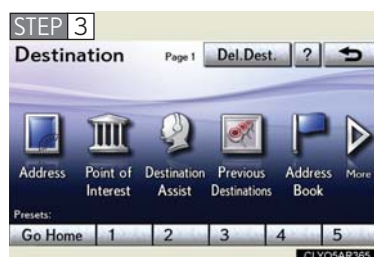 STEP 3
Destination Page 1 Del.Dest. ?
Address Point of Interest Destination Assist Previous Destinations Address Book More
Presets:
Go Home 1 2 3 4 5
CLYO5AR365